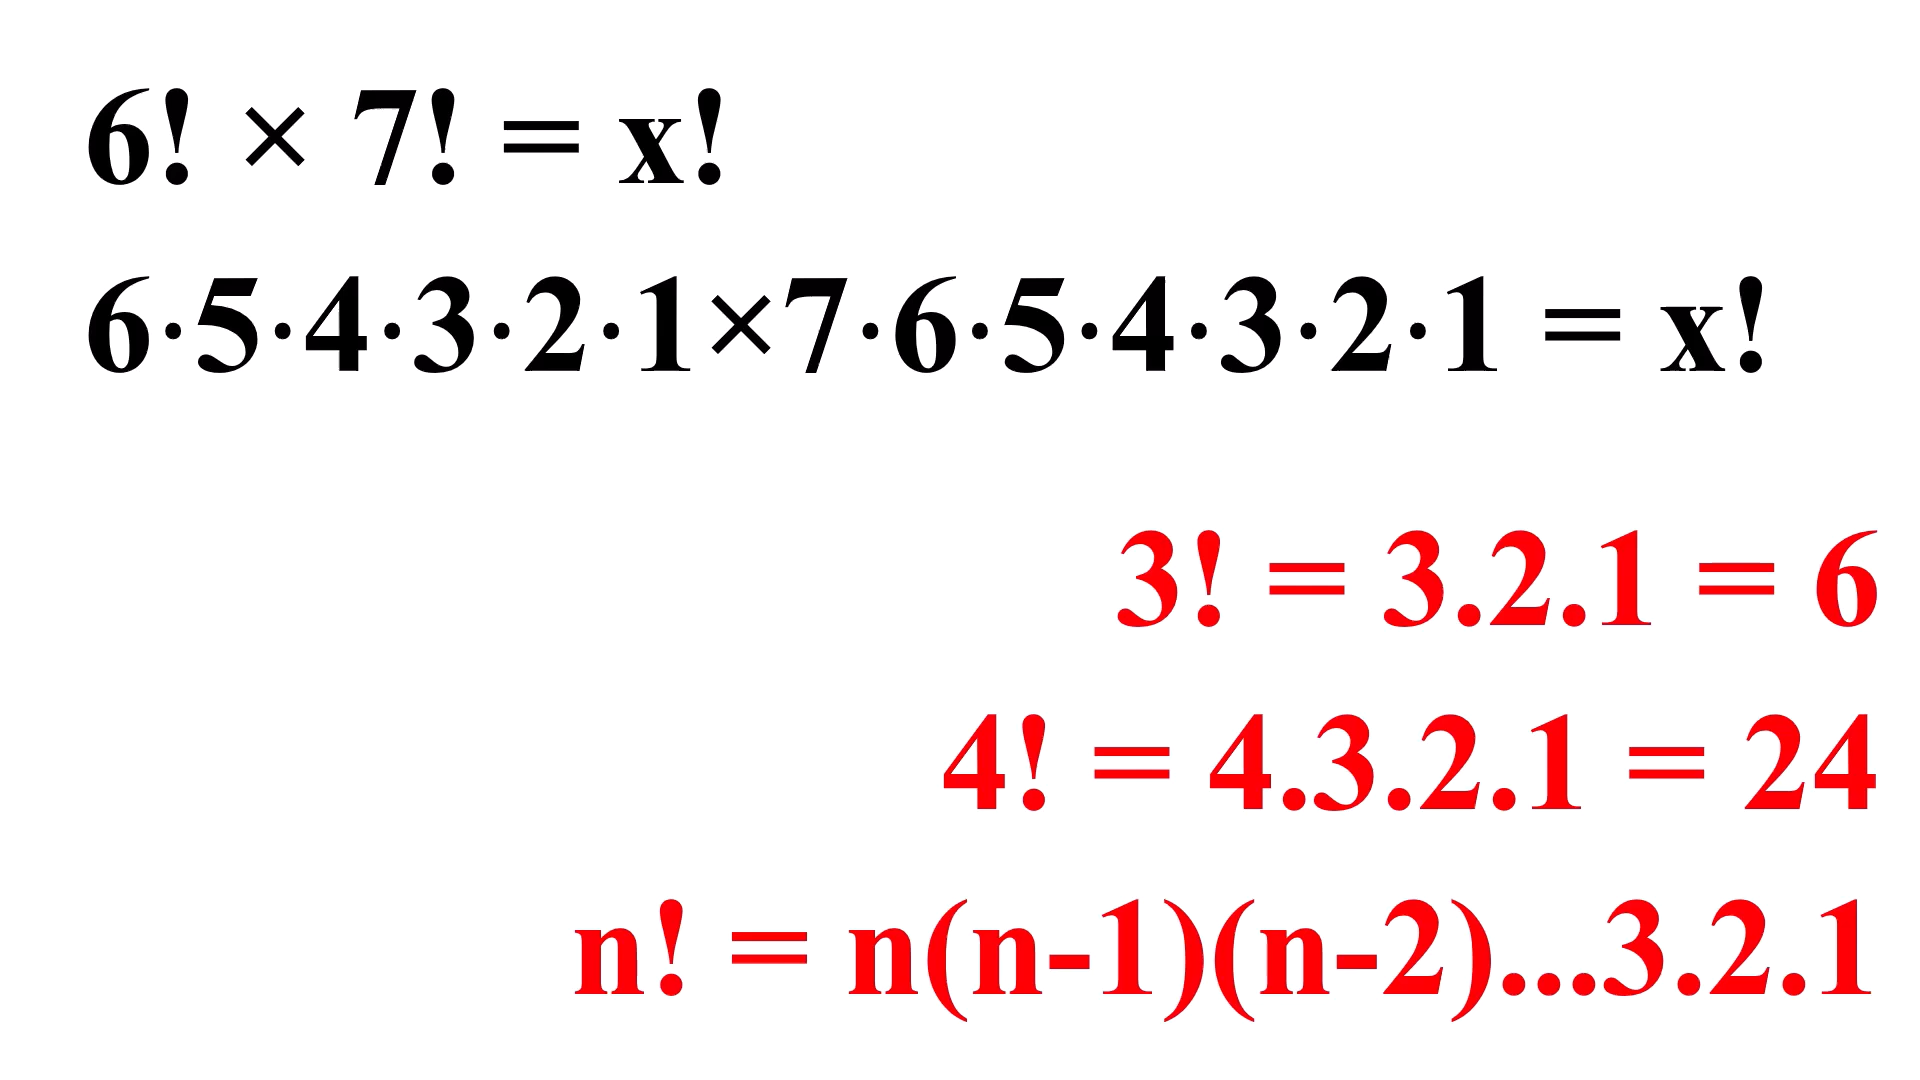 6! × 7! = x!
6·5·4·3·2·1×7·6·5·4·3·2·1 = x!
3! = 3.2.1 = 6
4! = 4.3.2.1 = 24
n! = n(n-1)(n-2)...3.2.1